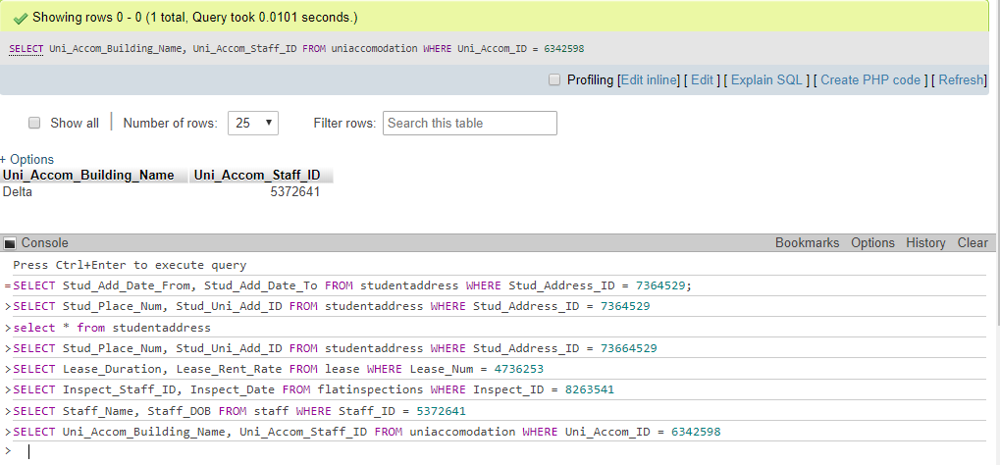 Showing rows 0 - 0 (1 total, Query took 0.0101 seconds.)
SELECT Uni_Accom_Building_Name, Uni_Accom_Staff_ID FROM uniaccomodation WHERE Uni_Accom_ID = 6342598
Profiling [Edit inline] [ Edit ] [ Explain SQL ] [ Create PHP code ] [ Refresh]
Show all | Number of rows: 25 Filter rows: Search this table
+ Options
Uni_Accom_Building_Name Uni_Accom_Staff_ID
Delta 5372641
Console Bookmarks Options History Clear
Press Ctrl+Enter to execute query
=SELECT Stud_Add_Date_From, Stud_Add_Date_To FROM studentaddress WHERE Stud_Address_ID = 7364529;
>SELECT Stud_Place_Num, Stud_Uni_Add_ID FROM studentaddress WHERE Stud_Address_ID = 7364529
>select * from studentaddress
>SELECT Stud_Place_Num, Stud_Uni_Add_ID FROM studentaddress WHERE Stud_Address_ID = 73664529
>SELECT Lease_Duration, Lease_Rent_Rate FROM lease WHERE Lease_Num = 4736253
>SELECT Inspect_Staff_ID, Inspect_Date FROM flatinspections WHERE Inspect_ID = 8263541
>SELECT Staff_Name, Staff_DOB FROM staff WHERE Staff_ID = 5372641
>SELECT Uni_Accom_Building_Name, Uni_Accom_Staff_ID FROM uniaccomodation WHERE Uni_Accom_ID = 6342598
>